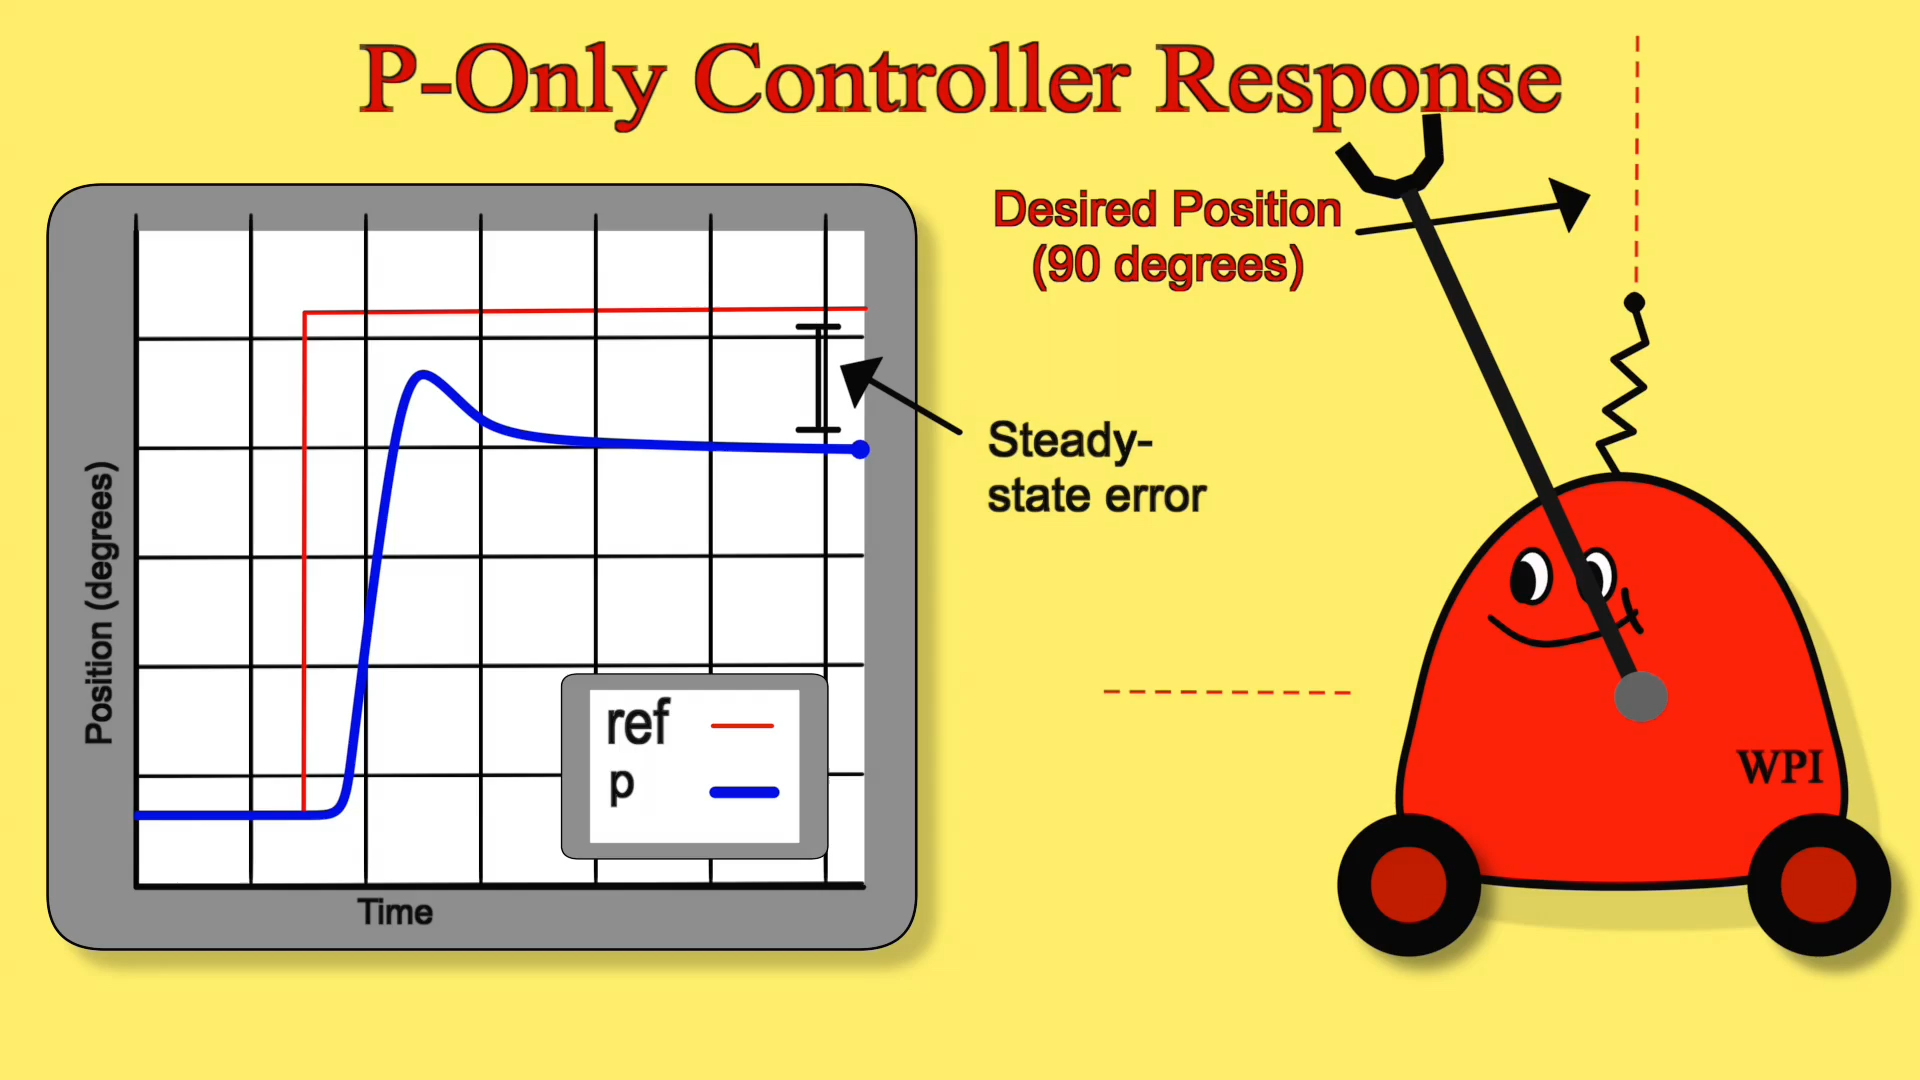 P-Only Controller Response
Desired Position
(90 degrees)
Steady-
state error
Position (degrees)
ref
p
Time
WPI